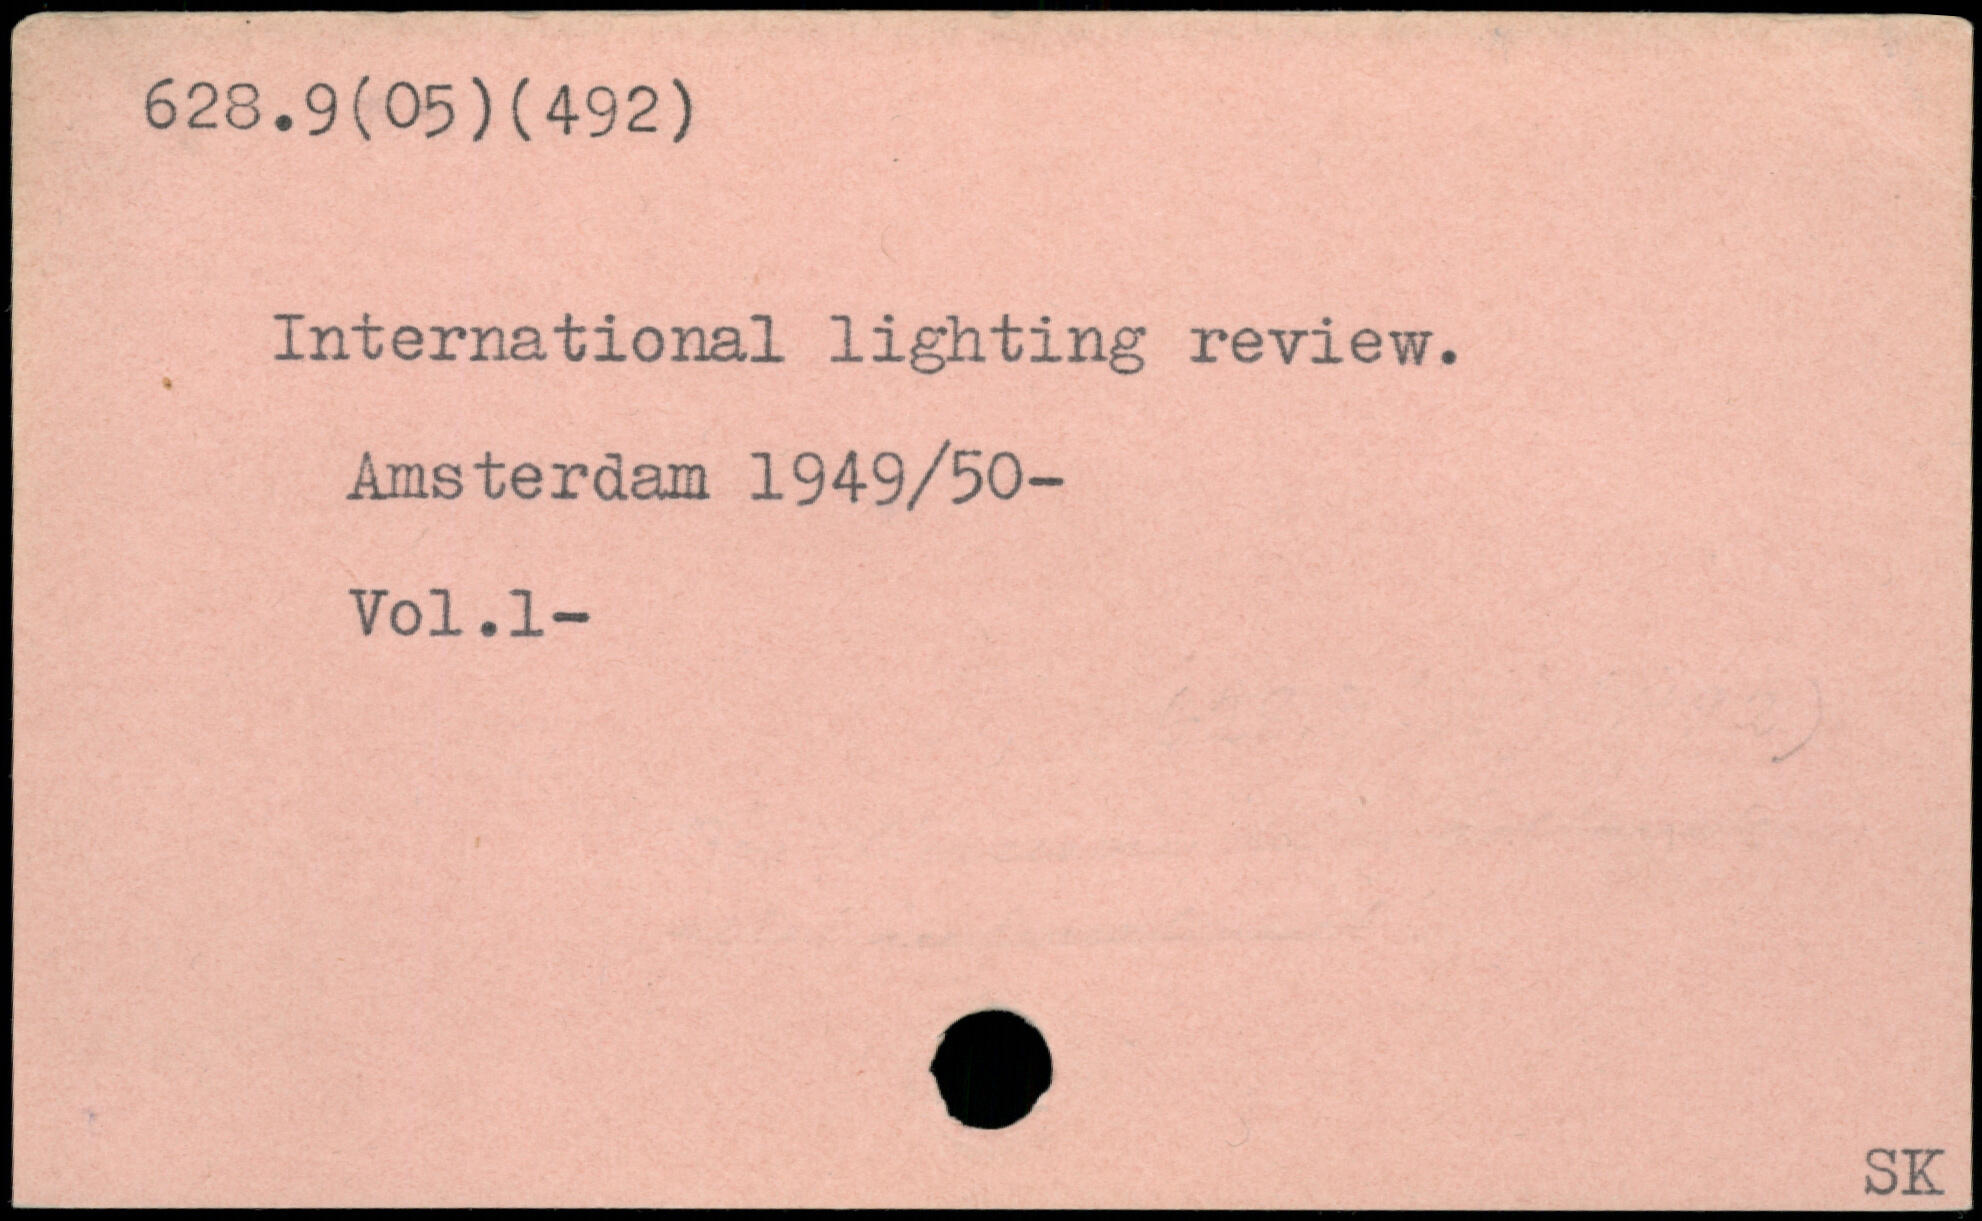 628.9(05)(492)
International lighting review.
Amsterdam 1949/50-
Vol.1-
SK